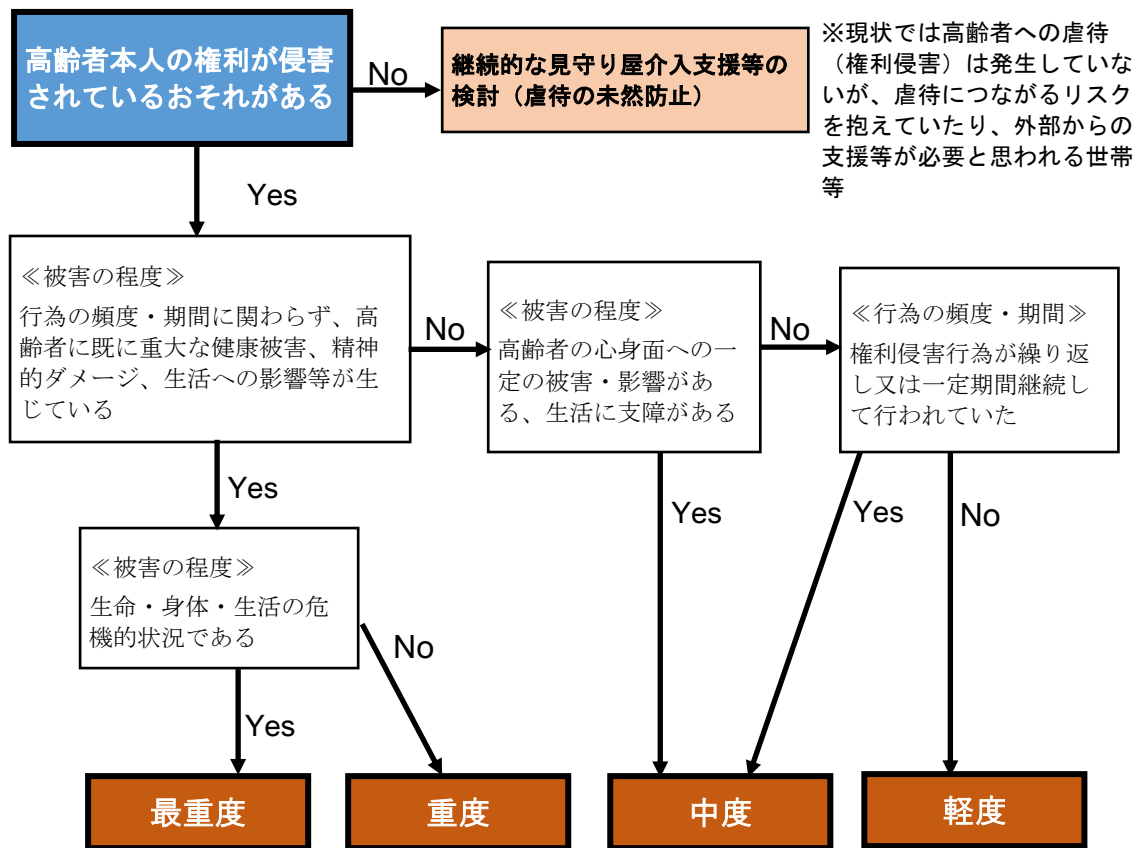 高齢者本人の権利が侵害
されているおそれがある
No
継続的な見守り屋介入支援等の
検討（虐待の未然防止）
※現状では高齢者への虐待
（権利侵害）は発生していな
いが、虐待につながるリスク
を抱えていたり、外部からの
支援等が必要と思われる世帯
等
Yes
≪被害の程度≫
行為の頻度・期間に関わらず、高
齢者に既に重大な健康被害、精神
的ダメージ、生活への影響等が生
じている
No
≪被害の程度≫
高齢者の心身面への一
定の被害・影響があ
る、生活に支障がある
No
≪行為の頻度・期間≫
権利侵害行為が繰り返
し又は一定期間継続し
て行われていた
Yes
Yes
Yes
No
≪被害の程度≫
生命・身体・生活の危
機的状況である
No
Yes
最重度
重度
中度
軽度